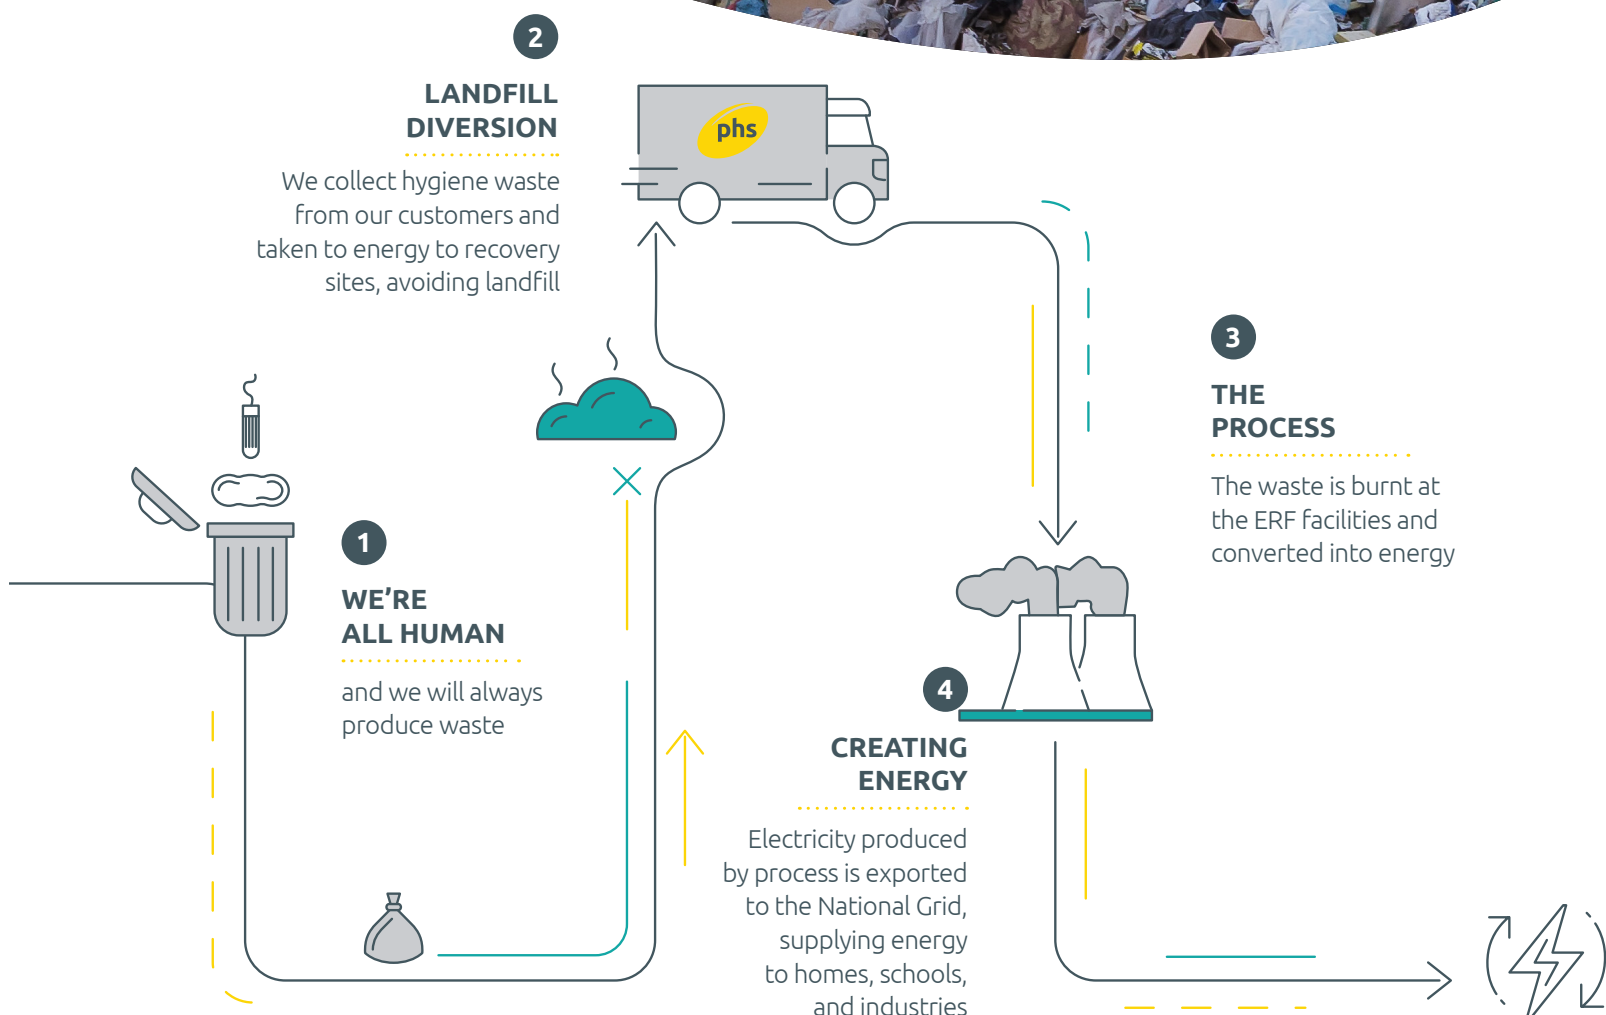 2
LANDFILL
DIVERSION
We collect hygiene waste
from our customers and
taken to energy to recovery
sites, avoiding landfill
phs
1
WE'RE
ALL HUMAN
and we will always
produce waste
3
THE
PROCESS
The waste is burnt at
the ERF facilities and
converted into energy
4
CREATING
ENERGY
Electricity produced
by process is exported
to the National Grid,
supplying energy
to homes, schools,
and industries